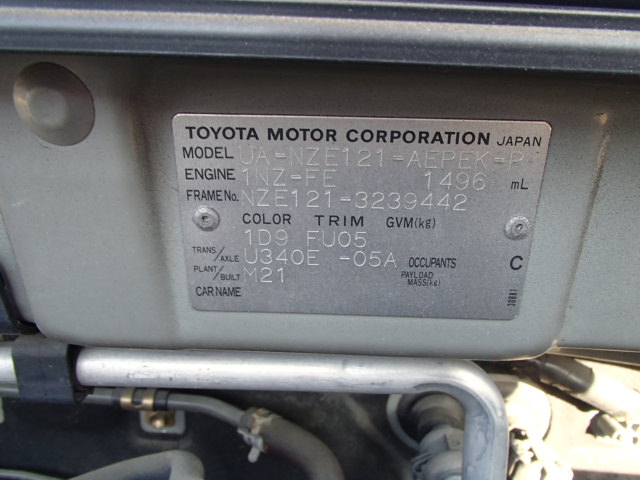 TOYOTA MOTOR CORPORATION JAPAN
MODEL UA-NZE121-AEPEK-P
ENGINE 1NZ-FE 1496 mL
FRAME No. NZE121-3239442
COLOR TRIM GVM(kg)
1D9 FU05
TRANS./AXLE U340E -05A OCCUPANTS C
PLANT/BUILT M21 PAYLOAD MASS(kg)
CAR NAME